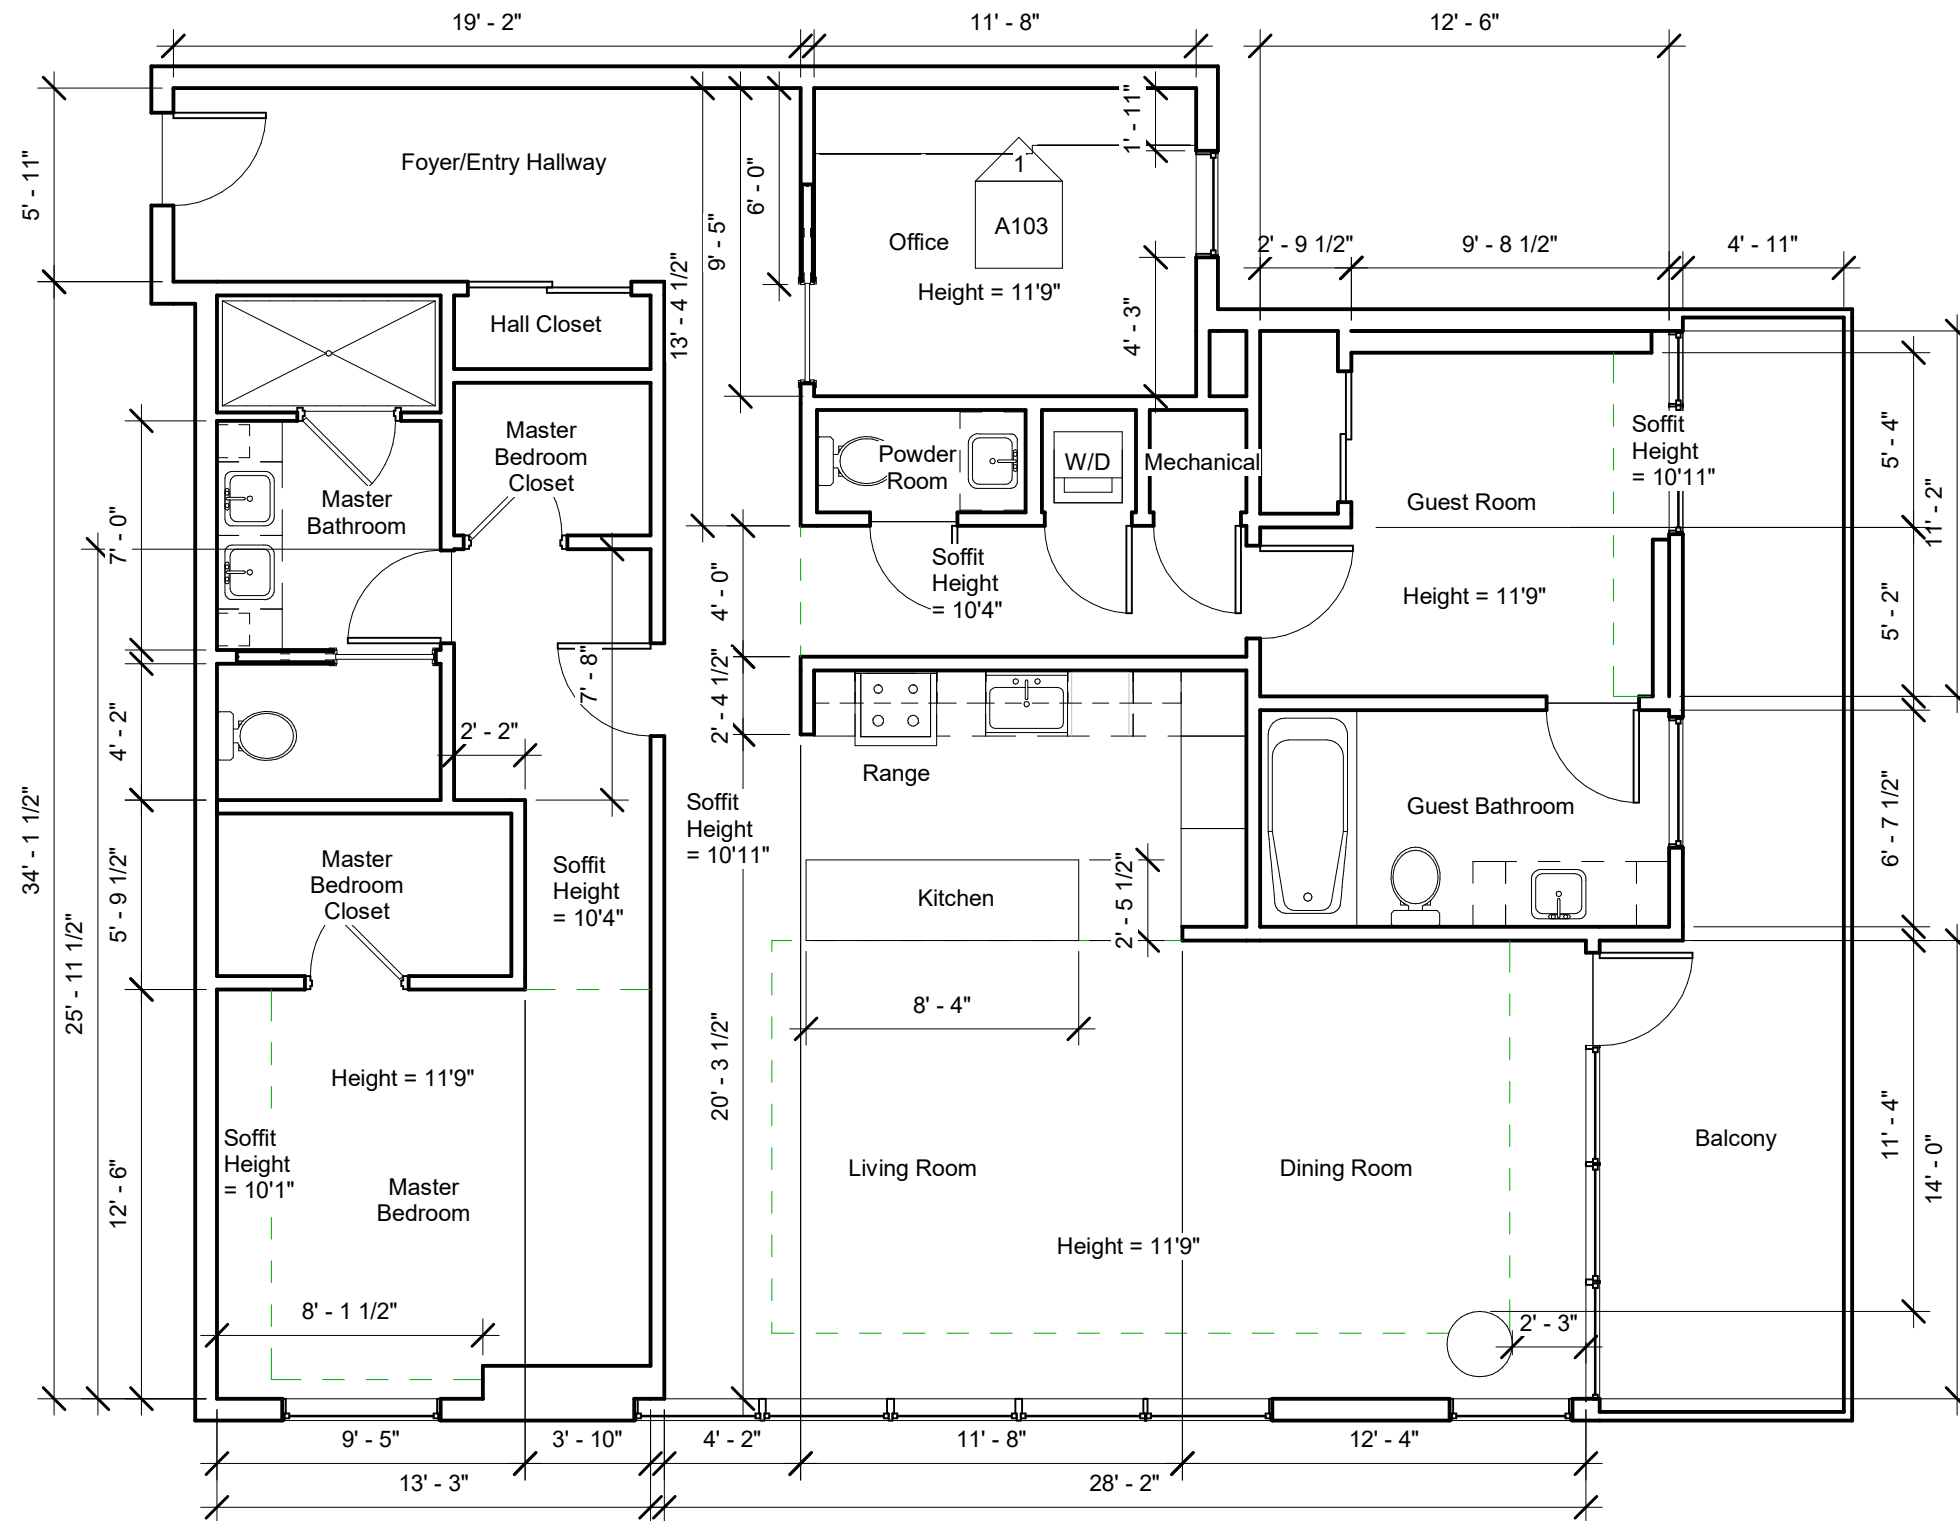 19' - 2"
11' - 8"
12' - 6"
5' - 11"
Foyer/Entry Hallway
6' - 0"
9' - 5"
13' - 4 1/2"
1' - 11"
1
A103
Office
Height = 11'9"
4' - 3"
2' - 9 1/2"
9' - 8 1/2"
4' - 11"
Hall Closet
Master
Bedroom
Closet
Master
Bathroom
7' - 0"
Powder
Room
W/D
Mechanical
Soffit
Height
= 10'11"
Guest Room
5' - 4"
11' - 2"
Soffit
Height
= 10'4"
4' - 0"
Height = 11'9"
5' - 2"
7' - 8"
2' - 4 1/2"
4' - 2"
2' - 2"
Range
Soffit
Height
= 10'11"
Guest Bathroom
6' - 7 1/2"
34' - 1 1/2"
25' - 11 1/2"
5' - 9 1/2"
Master
Bedroom
Closet
Soffit
Height
= 10'4"
Kitchen
2' - 5 1/2"
8' - 4"
20' - 3 1/2"
Height = 11'9"
Soffit
Height
= 10'1"
Master
Bedroom
12' - 6"
Living Room
Dining Room
Balcony
11' - 4"
14' - 0"
Height = 11'9"
8' - 1 1/2"
2' - 3"
9' - 5"
3' - 10"
4' - 2"
11' - 8"
12' - 4"
13' - 3"
28' - 2"